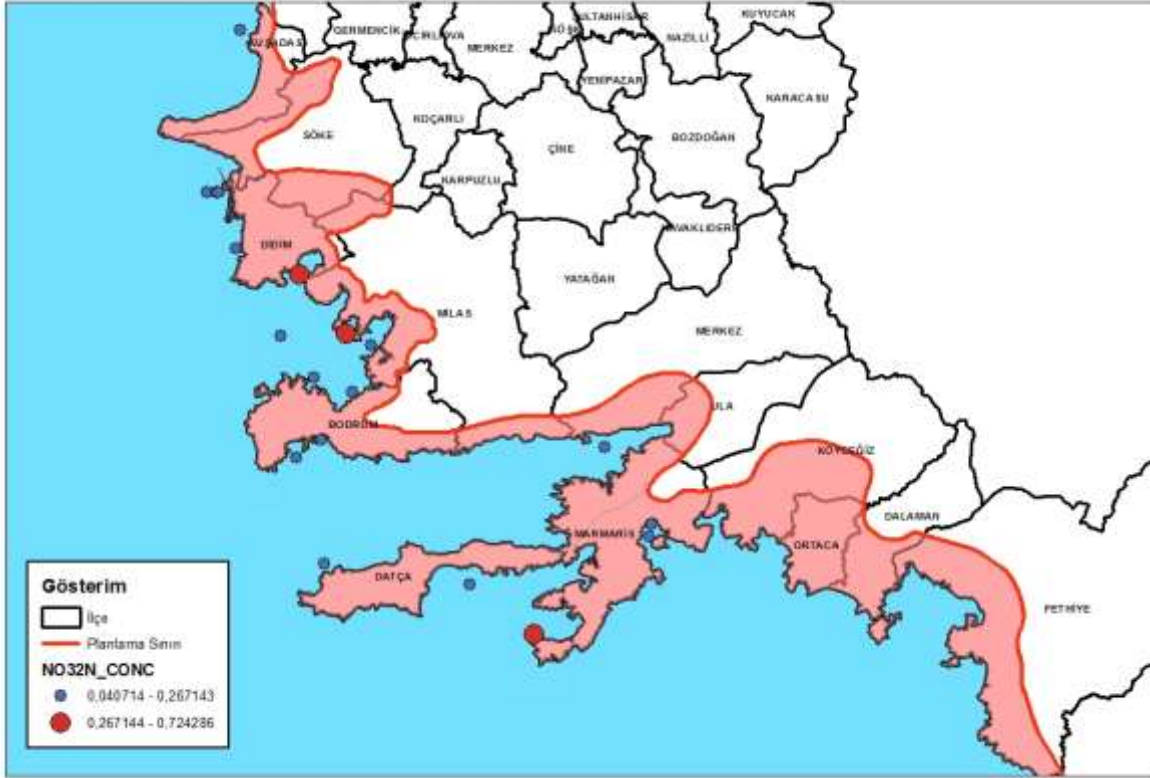 KUYUCAK
GERMENCİK
NAZİLLİ
MERKEZ
YENİPAZAR
KARACASU
KOÇARLI
SÖKE
BOZDOĞAN
ÇİNE
KARPUZLU
DİDİM
YATAĞAN
MİLAS
MERKEZ
ULA
BODRUM
KÖYCEĞİZ
DALAMAN
MARMARİS
ORTACA
DATÇA
FETHİYE
Gösterim
İlçe
Planlama Sınırı
NO32N_CONC
0,040714 - 0,267143
0,267144 - 0,724286